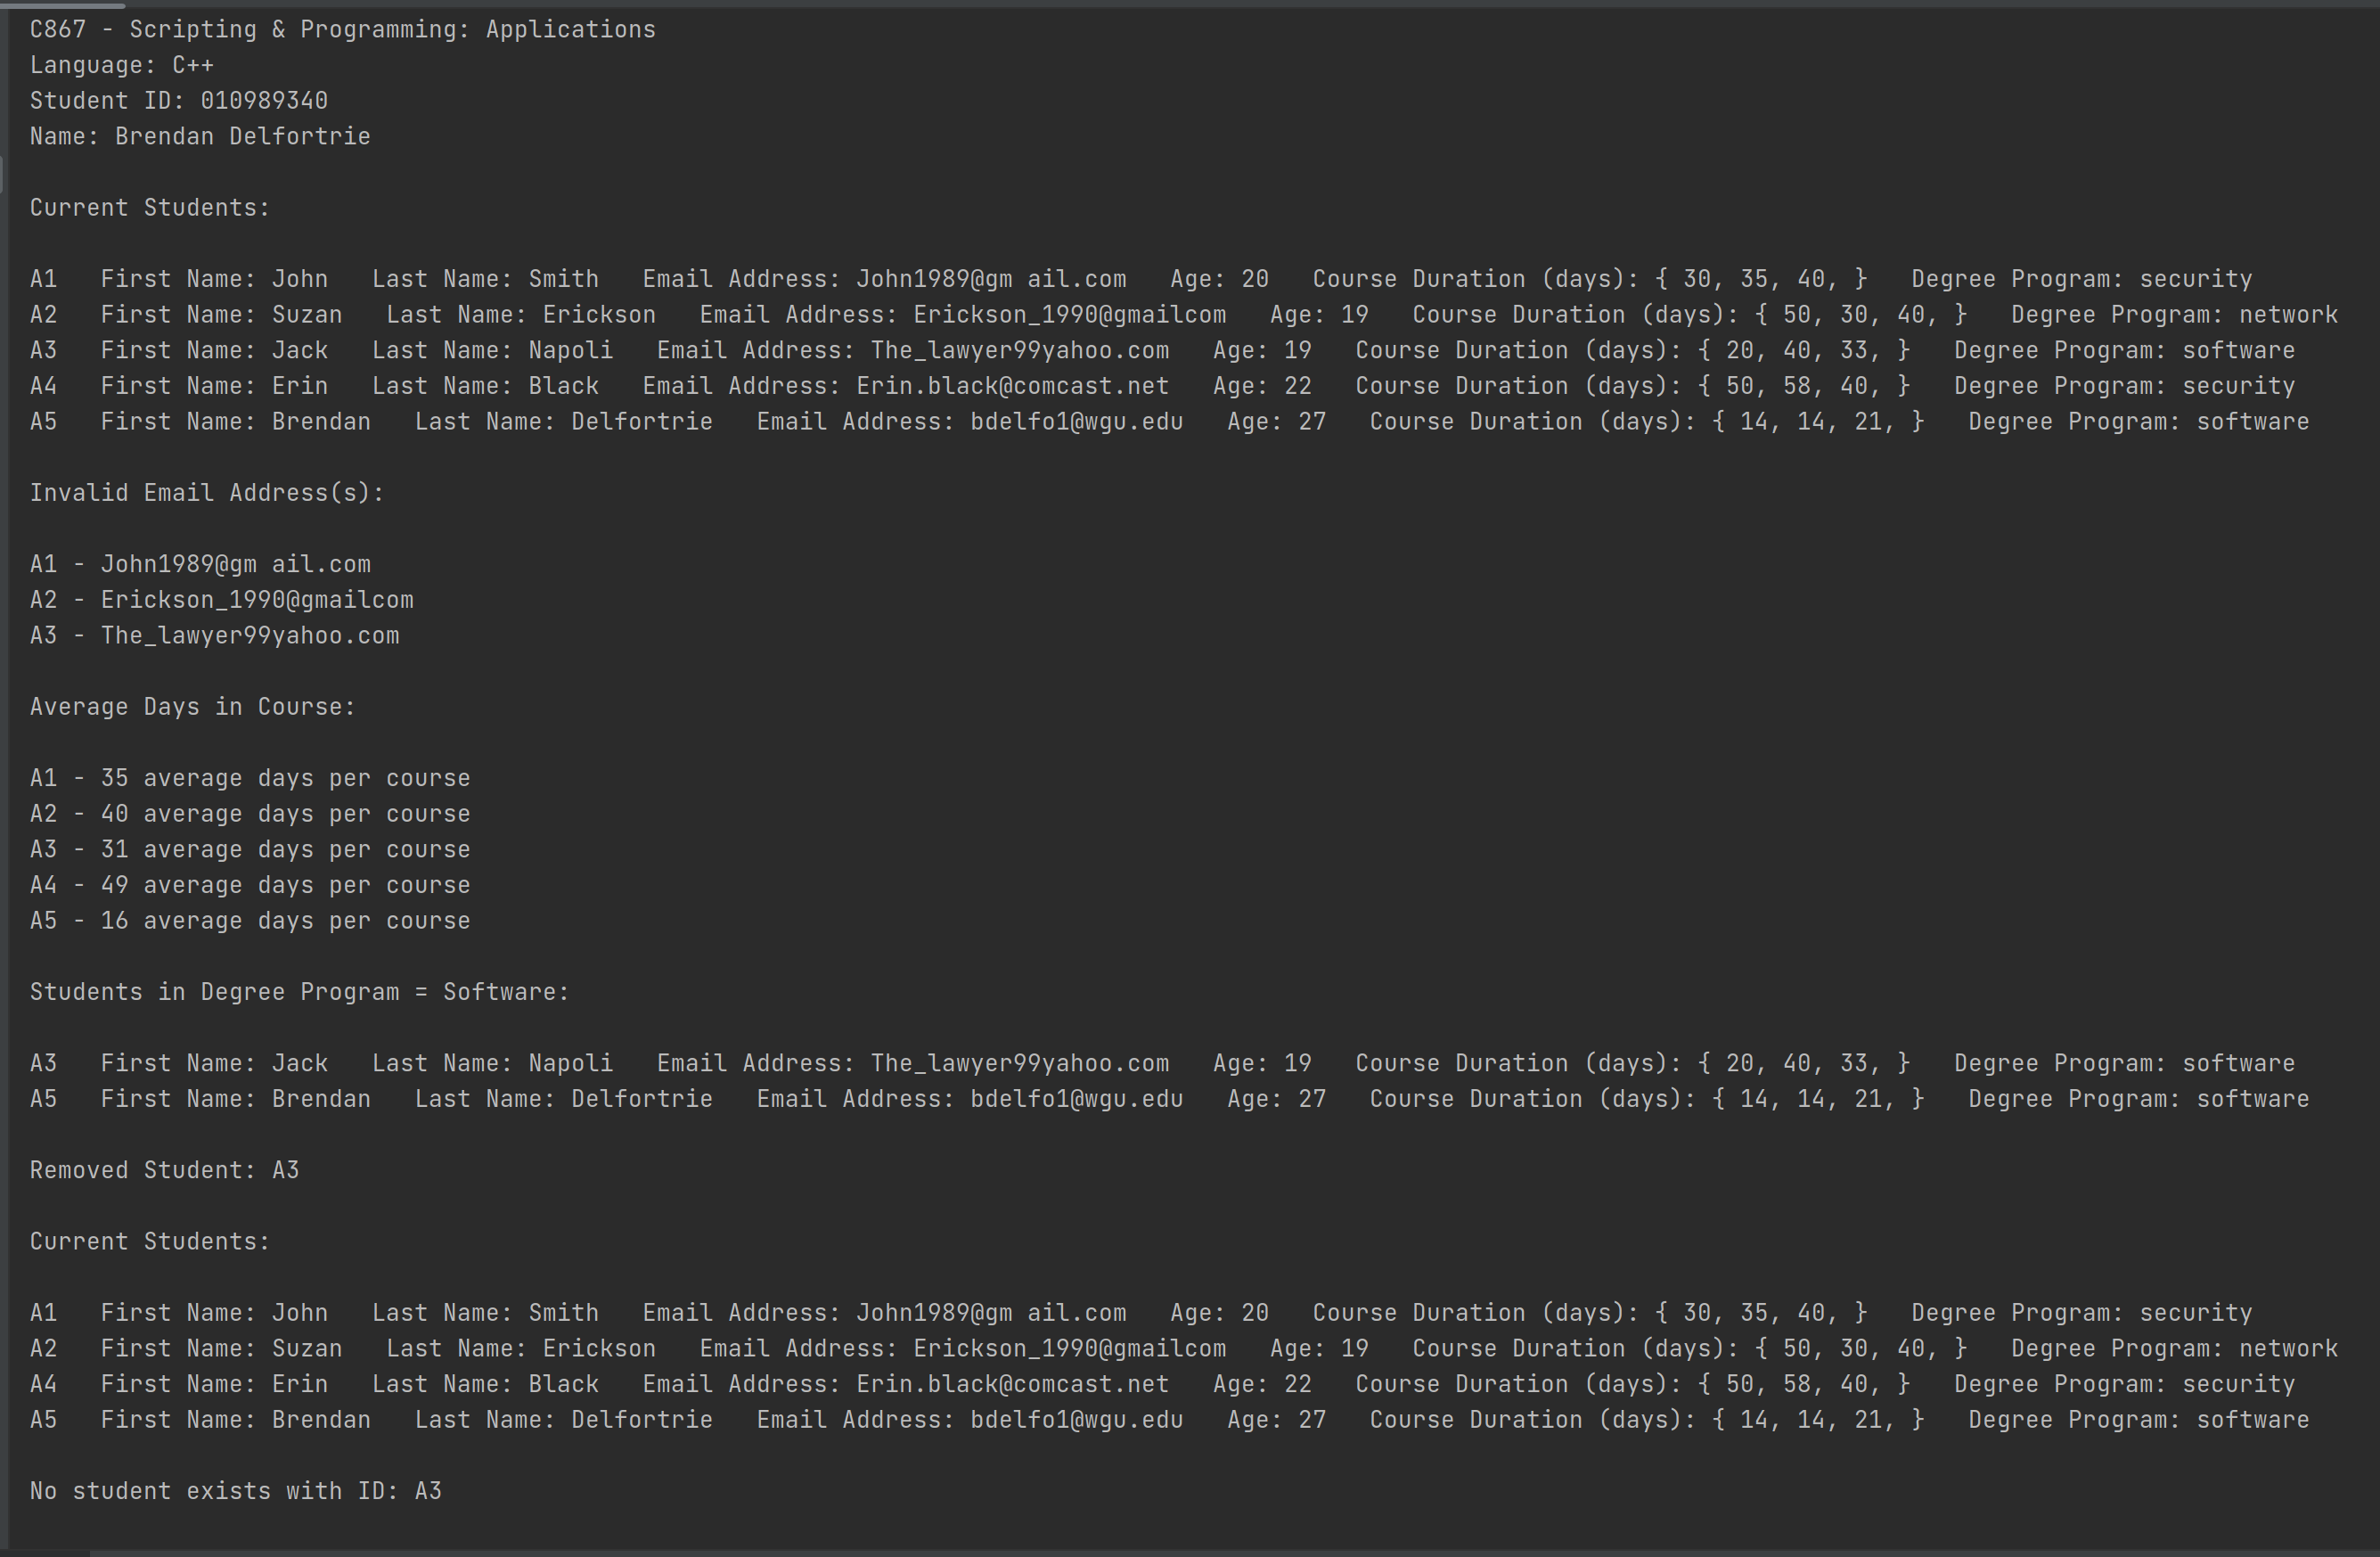 C867 - Scripting & Programming: Applications
Language: C++
Student ID: 010989340
Name: Brendan Delfortrie
Current Students:
A1   First Name: John   Last Name: Smith   Email Address: John1989@gm ail.com   Age: 20   Course Duration (days): { 30, 35, 40, }   Degree Program: security
A2   First Name: Suzan   Last Name: Erickson   Email Address: Erickson_1990@gmailcom   Age: 19   Course Duration (days): { 50, 30, 40, }   Degree Program: network
A3   First Name: Jack   Last Name: Napoli   Email Address: The_lawyer99yahoo.com   Age: 19   Course Duration (days): { 20, 40, 33, }   Degree Program: software
A4   First Name: Erin   Last Name: Black   Email Address: Erin.black@comcast.net   Age: 22   Course Duration (days): { 50, 58, 40, }   Degree Program: security
A5   First Name: Brendan   Last Name: Delfortrie   Email Address: bdelfo1@wgu.edu   Age: 27   Course Duration (days): { 14, 14, 21, }   Degree Program: software
Invalid Email Address(s):
A1 - John1989@gm ail.com
A2 - Erickson_1990@gmailcom
A3 - The_lawyer99yahoo.com
Average Days in Course:
A1 - 35 average days per course
A2 - 40 average days per course
A3 - 31 average days per course
A4 - 49 average days per course
A5 - 16 average days per course
Students in Degree Program = Software:
A3   First Name: Jack   Last Name: Napoli   Email Address: The_lawyer99yahoo.com   Age: 19   Course Duration (days): { 20, 40, 33, }   Degree Program: software
A5   First Name: Brendan   Last Name: Delfortrie   Email Address: bdelfo1@wgu.edu   Age: 27   Course Duration (days): { 14, 14, 21, }   Degree Program: software
Removed Student: A3
Current Students:
A1   First Name: John   Last Name: Smith   Email Address: John1989@gm ail.com   Age: 20   Course Duration (days): { 30, 35, 40, }   Degree Program: security
A2   First Name: Suzan   Last Name: Erickson   Email Address: Erickson_1990@gmailcom   Age: 19   Course Duration (days): { 50, 30, 40, }   Degree Program: network
A4   First Name: Erin   Last Name: Black   Email Address: Erin.black@comcast.net   Age: 22   Course Duration (days): { 50, 58, 40, }   Degree Program: security
A5   First Name: Brendan   Last Name: Delfortrie   Email Address: bdelfo1@wgu.edu   Age: 27   Course Duration (days): { 14, 14, 21, }   Degree Program: software
No student exists with ID: A3